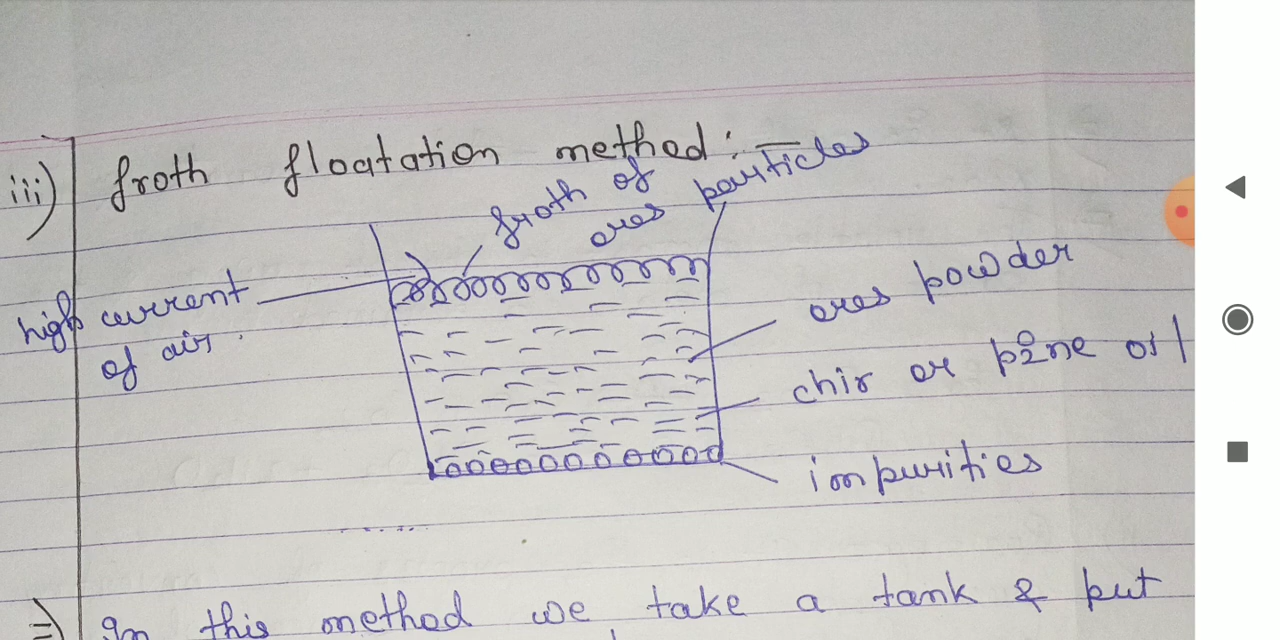 iii) froth floatation method :-
froth of
ores particles
high current
of air.
ores powder
chir or pine oil
impurities
⇒) In this method we take a tank & put